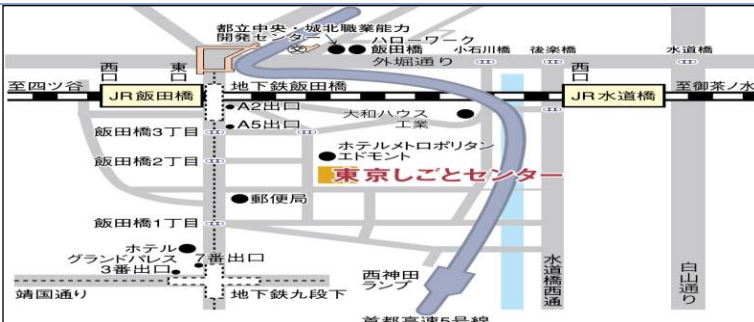 都立中央・城北職業能力
開発センター
ハローワーク
飯田橋
小石川橋
後楽橋
水道橋
外堀通り
西口
東口
西口
至四ツ谷
地下鉄飯田橋
至御茶ノ水
JR飯田橋
JR水道橋
A2出口
大和ハウス
工業
A5出口
飯田橋3丁目
ホテルメトロポリタン
エドモント
飯田橋2丁目
東京しごとセンター
郵便局
飯田橋1丁目
ホテル
グランドパレス
7番出口
3番出口
西神田
ランプ
水道橋西通
白山通り
靖国通り
地下鉄九段下
首都高速5号線